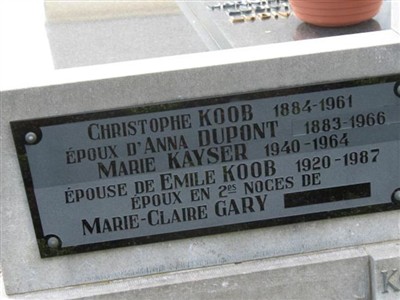 CHRISTOPHE KOOB 1884-1961
ÉPOUX D'ANNA DUPONT 1883-1966
MARIE KAYSER 1940-1964
ÉPOUSE DE EMILE KOOB 1920-1987
ÉPOUX EN 2ES NOCES DE
MARIE-CLAIRE GARY
K